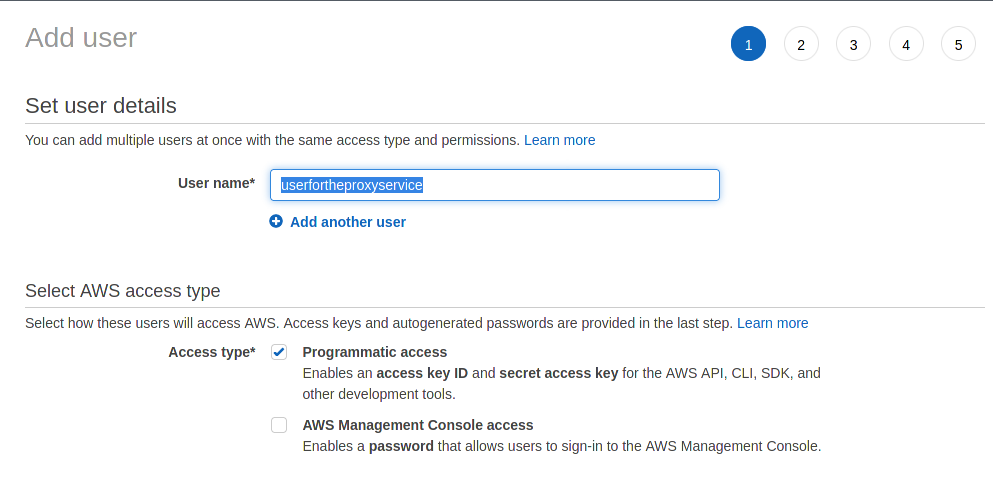 Add user
1 2 3 4 5
Set user details
You can add multiple users at once with the same access type and permissions. Learn more
User name* userfortheproxyservice
Add another user
Select AWS access type
Select how these users will access AWS. Access keys and autogenerated passwords are provided in the last step. Learn more
Access type* Programmatic access
Enables an access key ID and secret access key for the AWS API, CLI, SDK, and
other development tools.
AWS Management Console access
Enables a password that allows users to sign-in to the AWS Management Console.